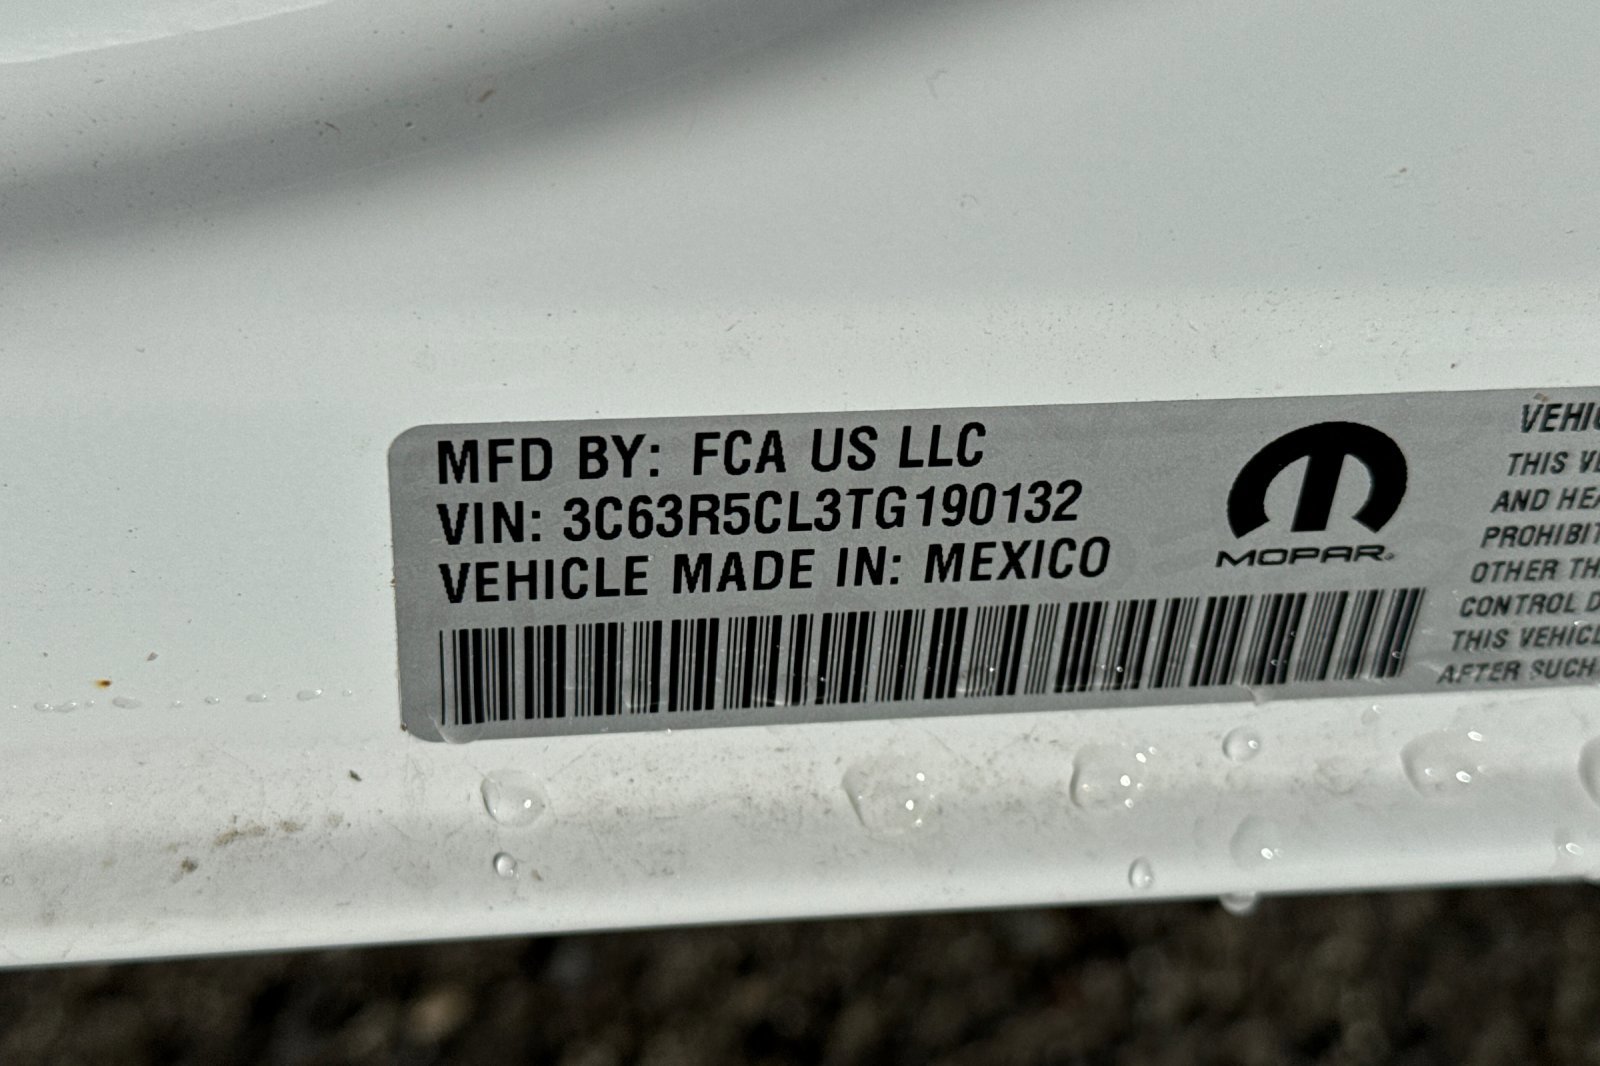 MFD BY: FCA US LLC
VIN: 3C63R5CL3TG190132
VEHICLE MADE IN: MEXICO
MOPAR®
VEHIC
THIS VE
AND HEA
PROHIBIT
OTHER TH
CONTROL D
THIS VEHICL
AFTER SUCH